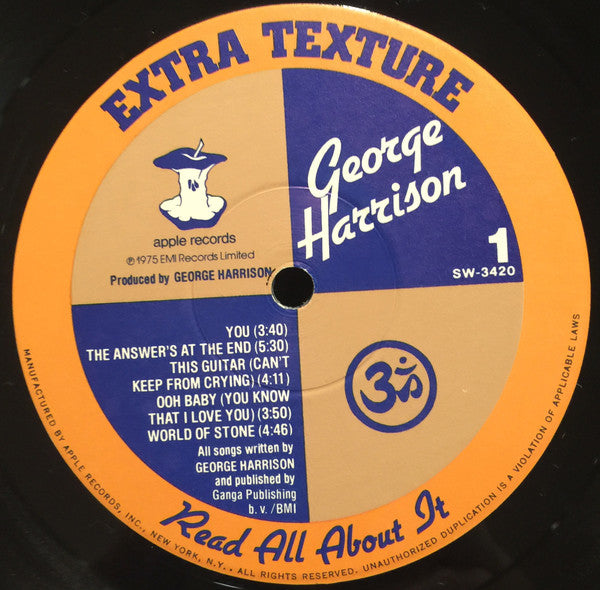 EXTRA TEXTURE
George
Harrison
apple records
℗1975 EMI Records Limited
Produced by GEORGE HARRISON
1
SW-3420
YOU (3:40)
THE ANSWER'S AT THE END (5:30)
THIS GUITAR (CAN'T
KEEP FROM CRYING) (4:11)
OOH BABY (YOU KNOW
THAT I LOVE YOU) (3:50)
WORLD OF STONE (4:46)
All songs written by
GEORGE HARRISON
and published by
Ganga Publishing
b. v. /BMI
ॐ
Read All About It
MANUFACTURED BY APPLE RECORDS, INC., NEW YORK, N.Y.. ALL RIGHTS RESERVED. UNAUTHORIZED DUPLICATION IS A VIOLATION OF APPLICABLE LAWS